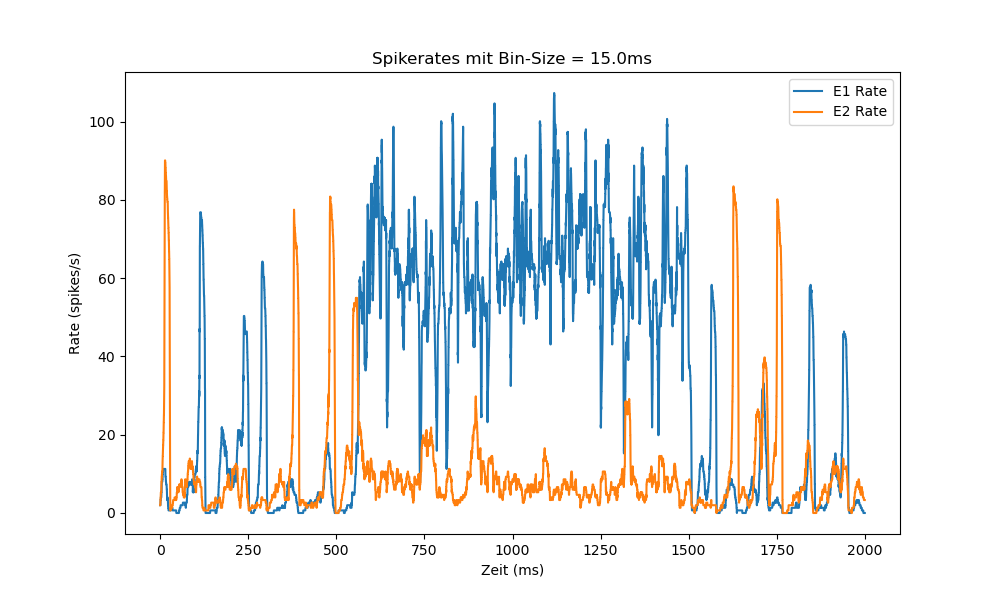 Spikerates mit Bin-Size = 15.0ms
E1 Rate
E2 Rate
Rate (spikes/s)
100
80
60
40
20
0
0 250 500 750 1000 1250 1500 1750 2000
Zeit (ms)